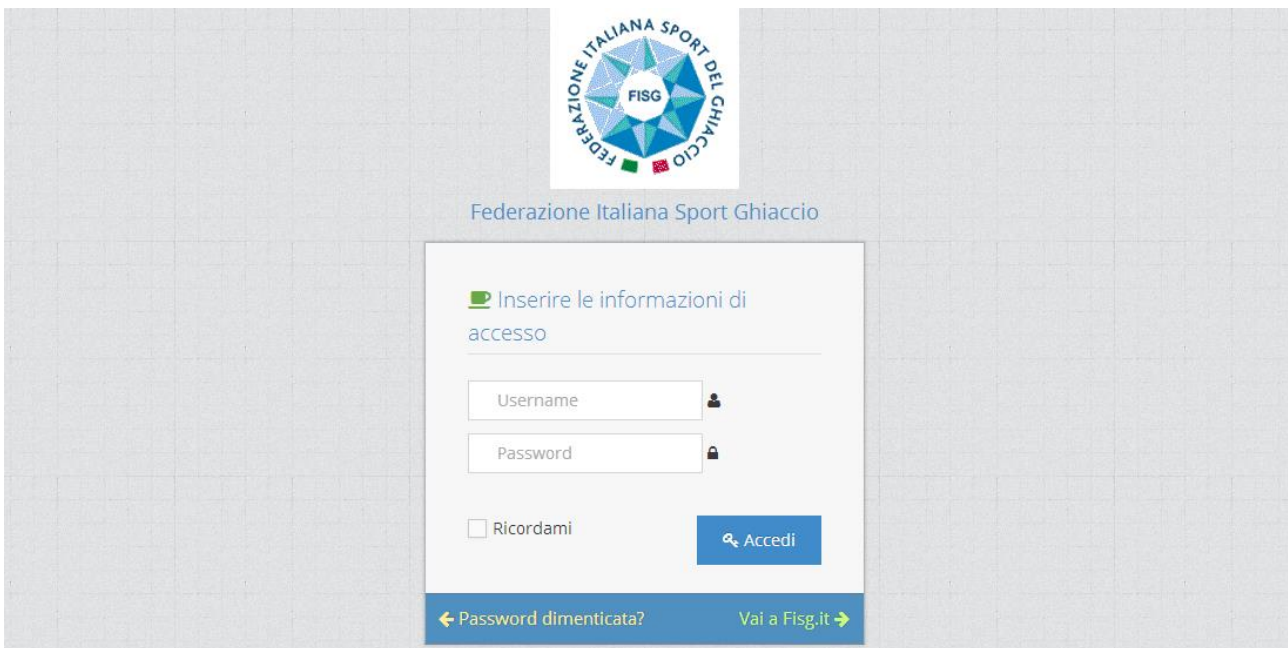 FEDERAZIONE ITALIANA SPORT DEL GHIACCIO
FISG
Federazione Italiana Sport Ghiaccio
Inserire le informazioni di
accesso
Username
Password
Ricordami
Accedi
Password dimenticata?
Vai a Fisg.it